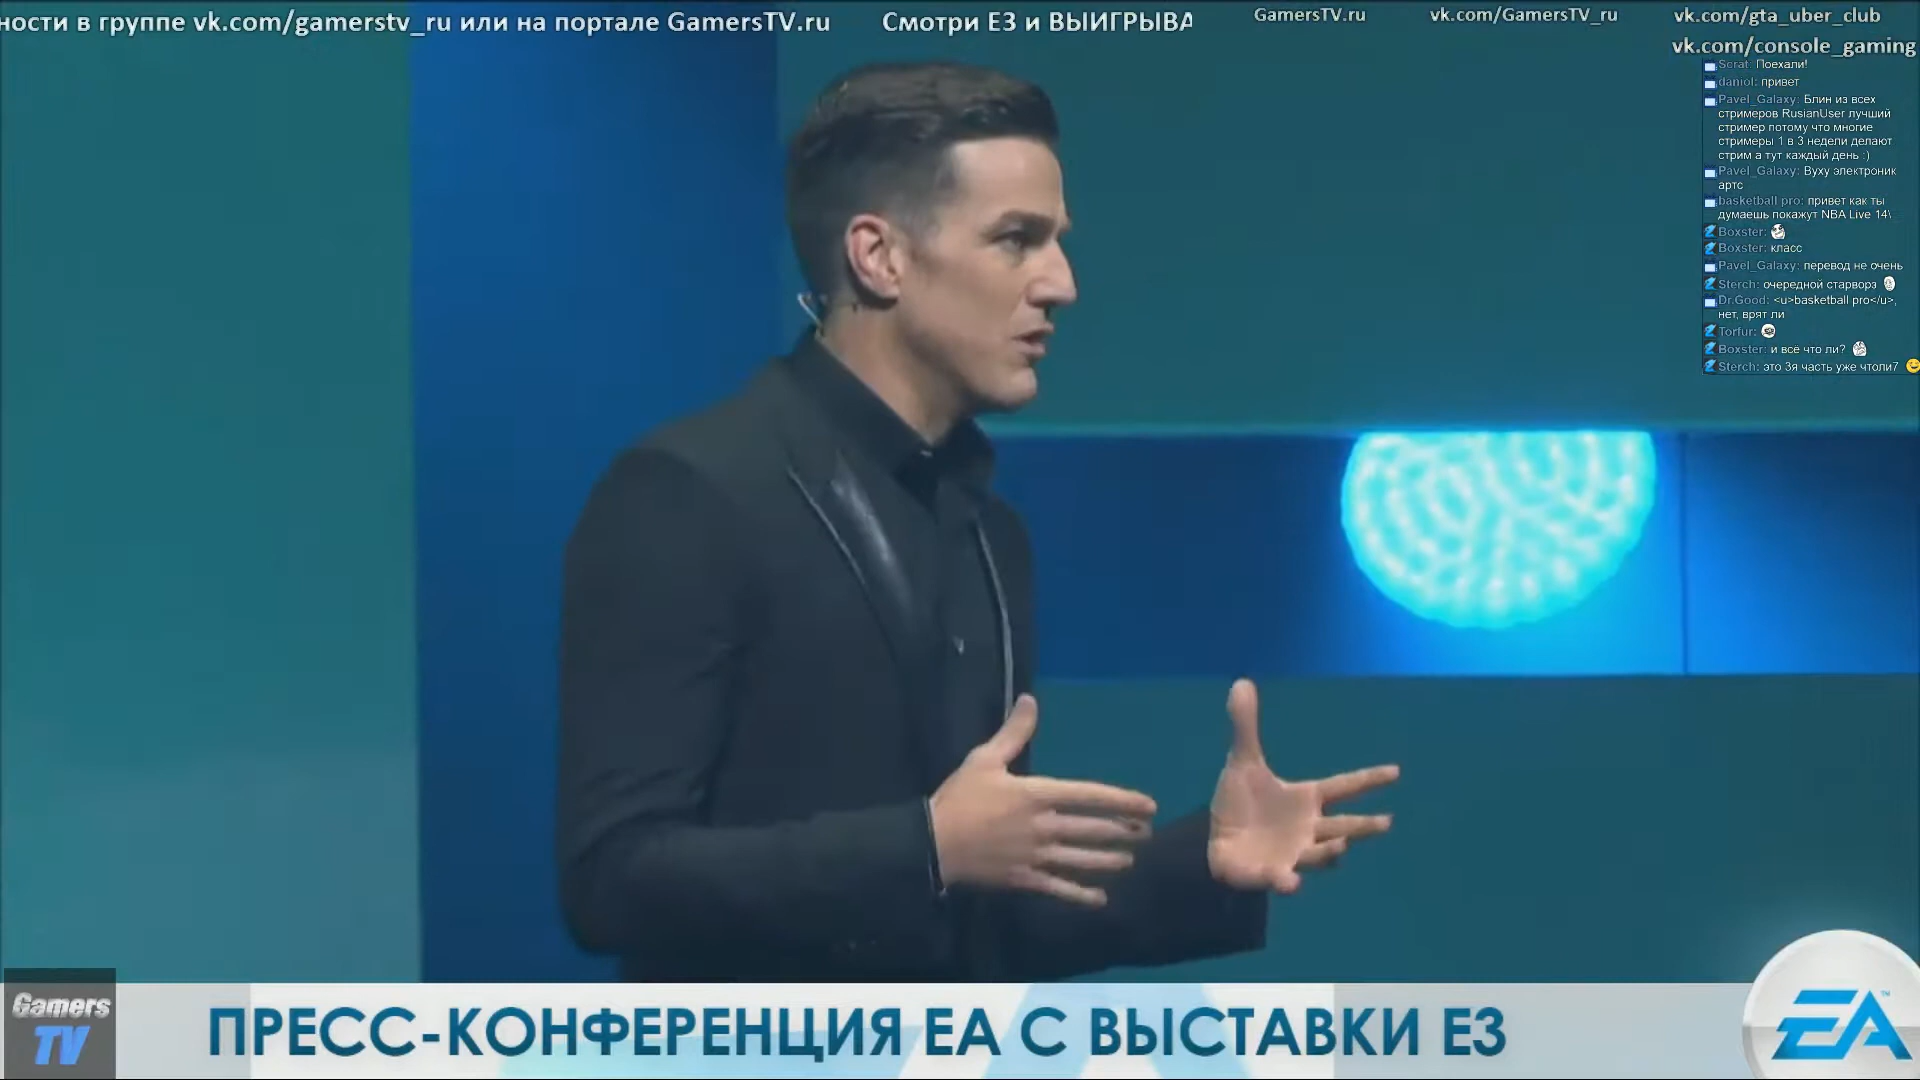 ности в группе vk.com/gamerstv_ru или на портале GamersTV.ru Смотри E3 и ВЫИГРЫВА
GamersTV.ru vk.com/GamersTV_ru vk.com/gta_uber_club
vk.com/console_gaming
Scrat: Поехали!
daniol: привет
Pavel_Galaxy: Блин из всех
стримеров RusianUser лучший
стример потому что многие
стримеры 1 в 3 недели делают
стрим а тут каждый день :)
Pavel_Galaxy: Вуху электроник
артс
basketball pro: привет как ты
думаешь покажут NBA Live 14\
Boxster:
Boxster: класс
Pavel_Galaxy: перевод не очень
Sterch: очередной старворз
Dr.Good: <u>basketball pro</u>,
нет, врят ли
Torfur:
Boxster: и всё что ли?
Sterch: это 3я часть уже чтоли7
Gamers
TV
ПРЕСС-КОНФЕРЕНЦИЯ EA С ВЫСТАВКИ E3
EA™